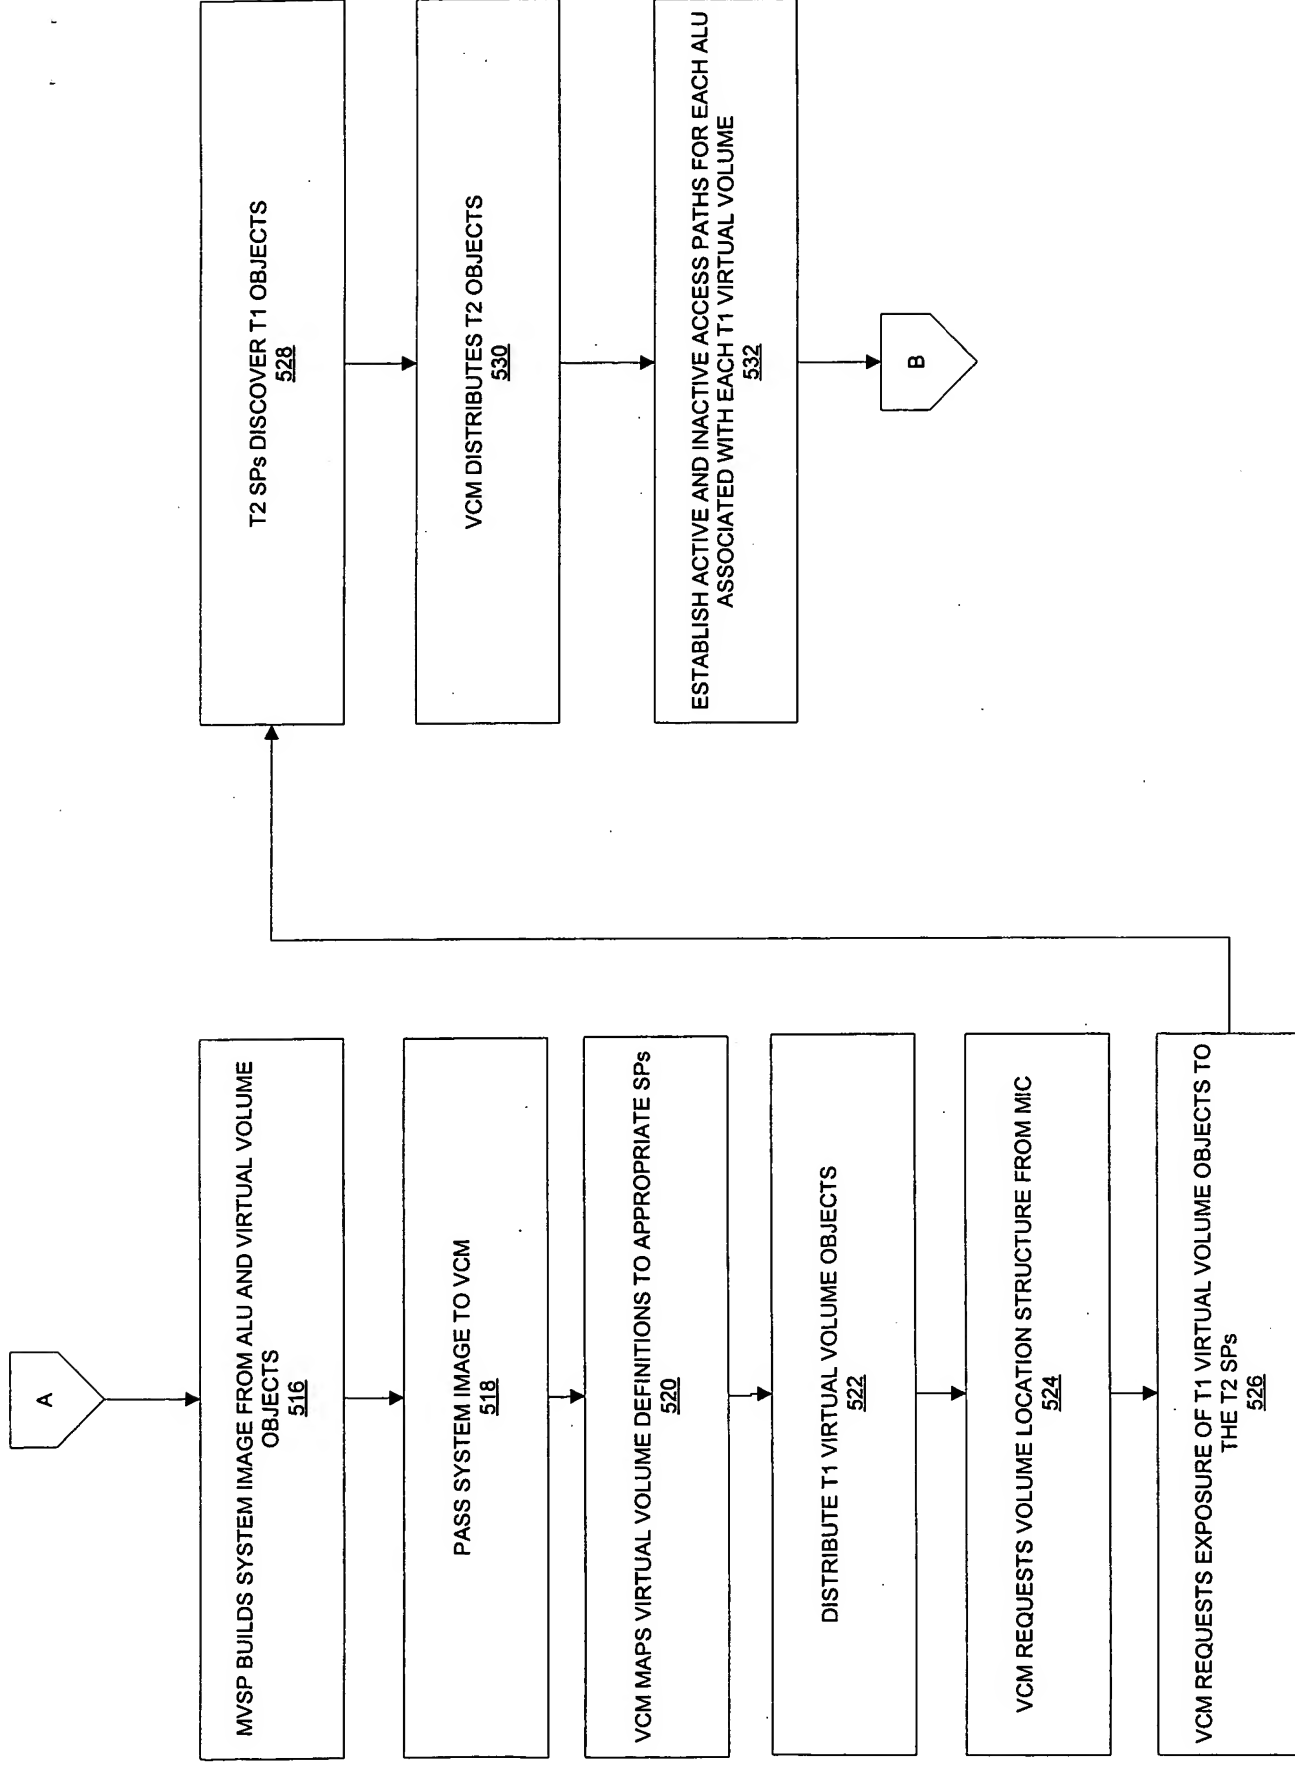 A
MVSP BUILDS SYSTEM IMAGE FROM ALU AND VIRTUAL VOLUME
OBJECTS
516
PASS SYSTEM IMAGE TO VCM
518
VCM MAPS VIRTUAL VOLUME DEFINITIONS TO APPROPRIATE SPs
520
DISTRIBUTE T1 VIRTUAL VOLUME OBJECTS
522
VCM REQUESTS VOLUME LOCATION STRUCTURE FROM MIC
524
VCM REQUESTS EXPOSURE OF T1 VIRTUAL VOLUME OBJECTS TO
THE T2 SPs
526
T2 SPs DISCOVER T1 OBJECTS
528
VCM DISTRIBUTES T2 OBJECTS
530
ESTABLISH ACTIVE AND INACTIVE ACCESS PATHS FOR EACH ALU
ASSOCIATED WITH EACH T1 VIRTUAL VOLUME
532
B